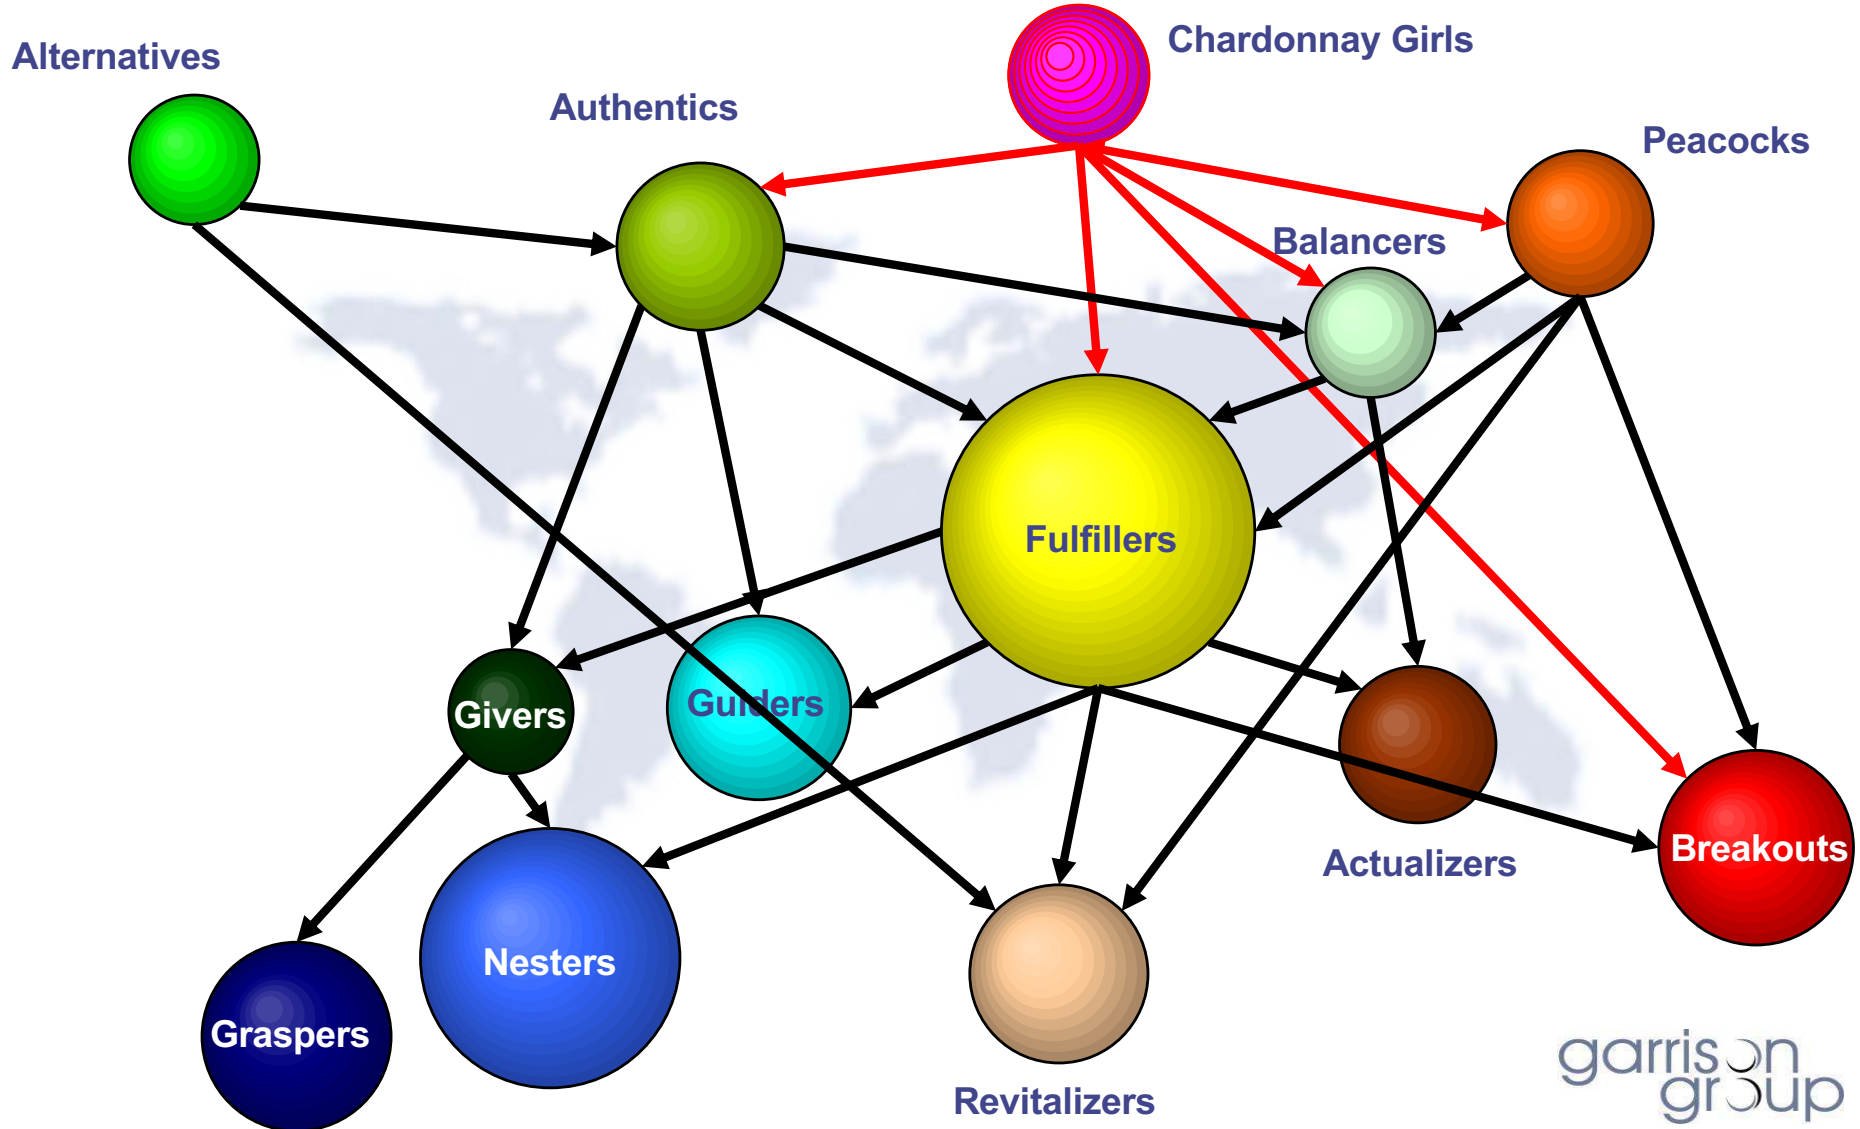 Chardonnay Girls
Alternatives
Authentics
Peacocks
Balancers
Fulfillers
Guiders
Givers
Breakouts
Actualizers
Nesters
Graspers
Revitalizers
garrison
group